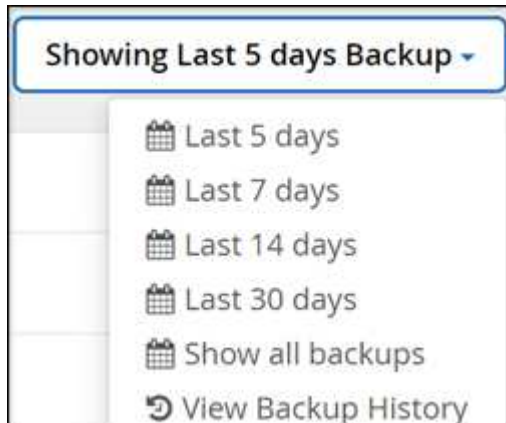 Showing Last 5 days Backup
Last 5 days
Last 7 days
Last 14 days
Last 30 days
Show all backups
View Backup History